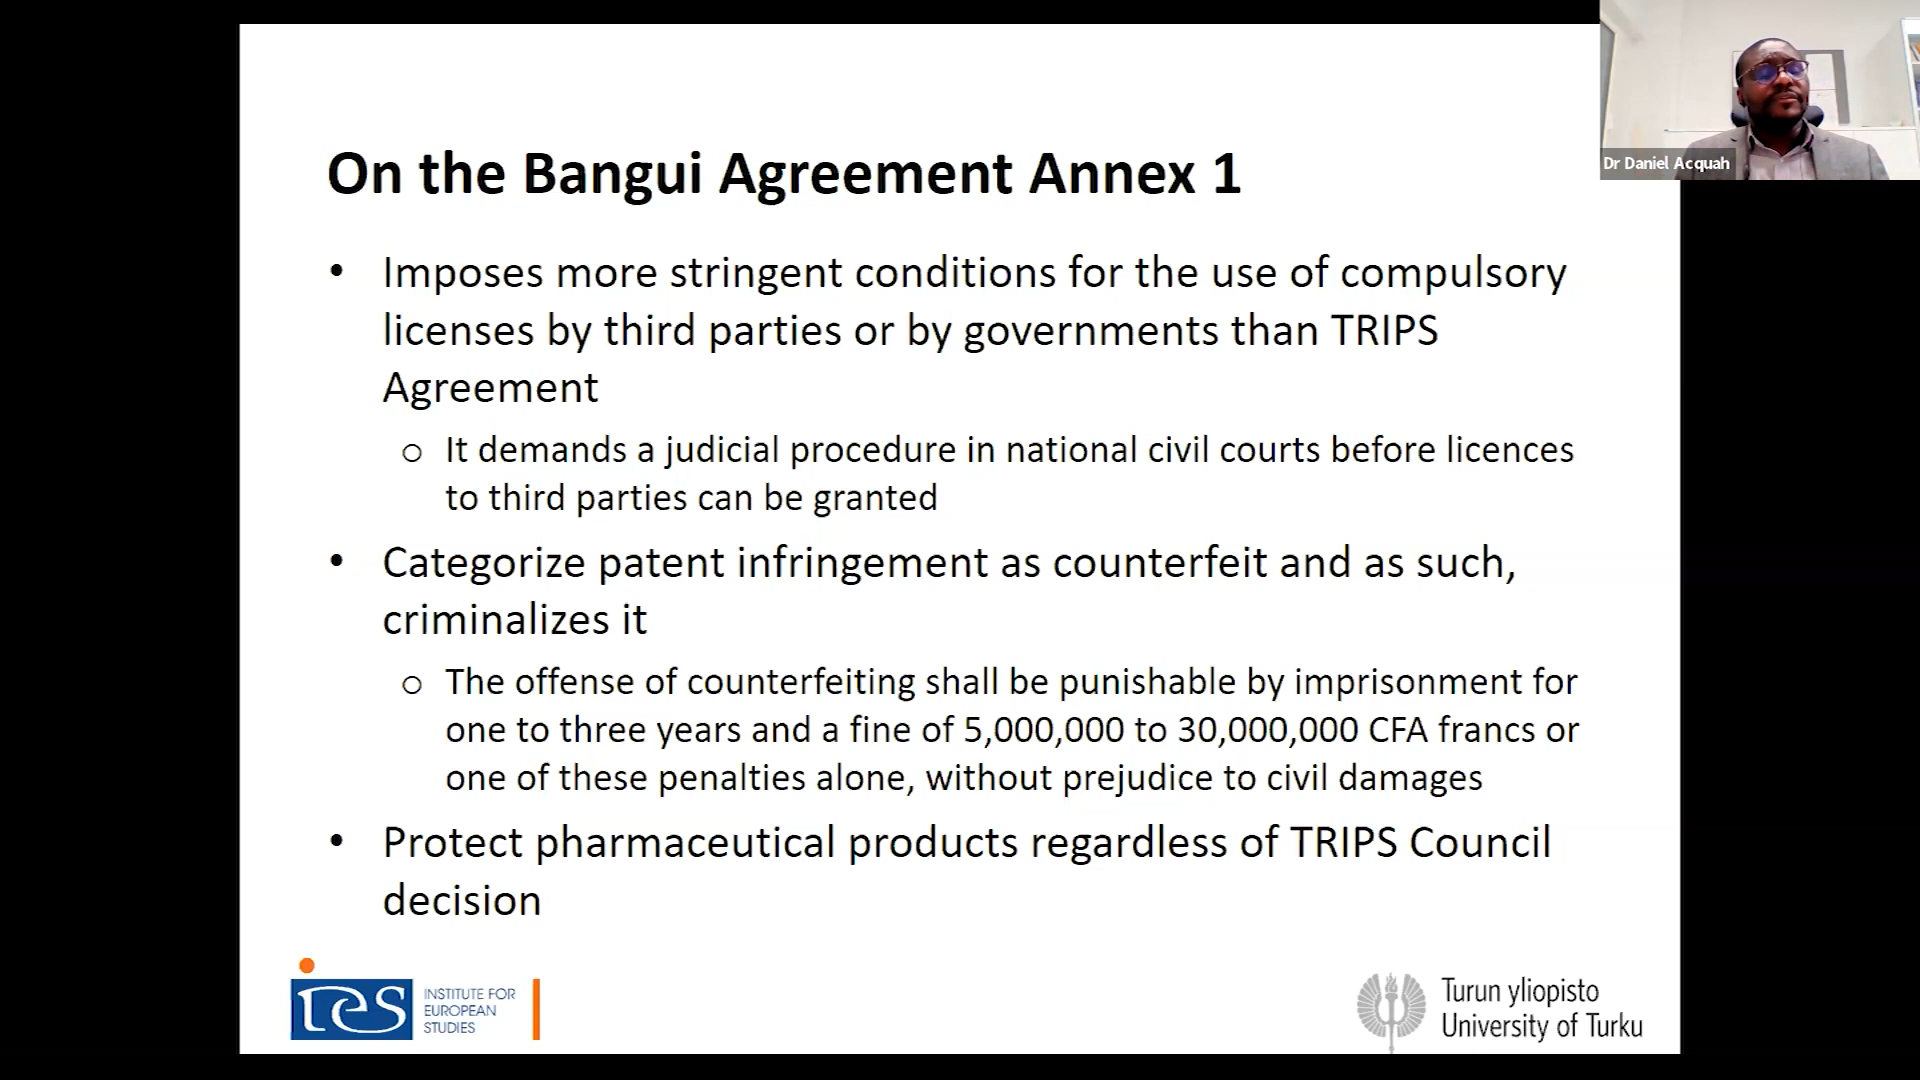 Dr Daniel Acquah
On the Bangui Agreement Annex 1
• Imposes more stringent conditions for the use of compulsory
licenses by third parties or by governments than TRIPS
Agreement
o It demands a judicial procedure in national civil courts before licences
to third parties can be granted
• Categorize patent infringement as counterfeit and as such,
criminalizes it
o The offense of counterfeiting shall be punishable by imprisonment for
one to three years and a fine of 5,000,000 to 30,000,000 CFA francs or
one of these penalties alone, without prejudice to civil damages
• Protect pharmaceutical products regardless of TRIPS Council
decision
ies
INSTITUTE FOR
EUROPEAN
STUDIES
Turun yliopisto
University of Turku